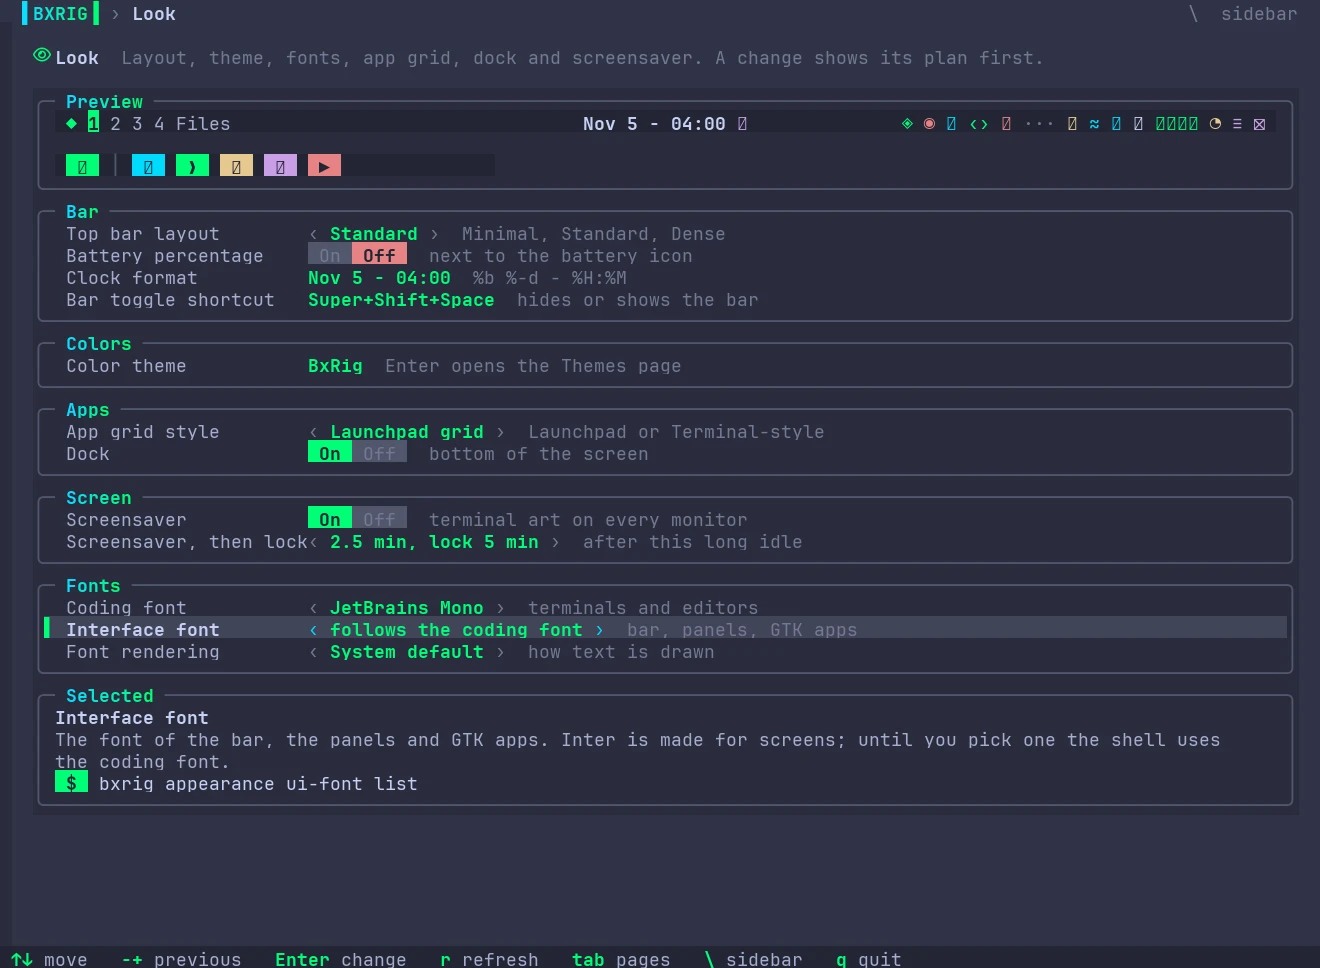 BXRIG › Look \ sidebar
Look Layout, theme, fonts, app grid, dock and screensaver. A change shows its plan first.
Preview
1 2 3 4 Files Nov 5 - 04:00
Bar
Top bar layout ‹ Standard › Minimal, Standard, Dense
Battery percentage On Off next to the battery icon
Clock format Nov 5 - 04:00 %b %-d - %H:%M
Bar toggle shortcut Super+Shift+Space hides or shows the bar
Colors
Color theme BxRig Enter opens the Themes page
Apps
App grid style ‹ Launchpad grid › Launchpad or Terminal-style
Dock On Off bottom of the screen
Screen
Screensaver On Off terminal art on every monitor
Screensaver, then lock‹ 2.5 min, lock 5 min › after this long idle
Fonts
Coding font ‹ JetBrains Mono › terminals and editors
Interface font ‹ follows the coding font › bar, panels, GTK apps
Font rendering ‹ System default › how text is drawn
Selected
Interface font
The font of the bar, the panels and GTK apps. Inter is made for screens; until you pick one the shell uses
the coding font.
$ bxrig appearance ui-font list
↑↓ move -+ previous Enter change r refresh tab pages \ sidebar q quit